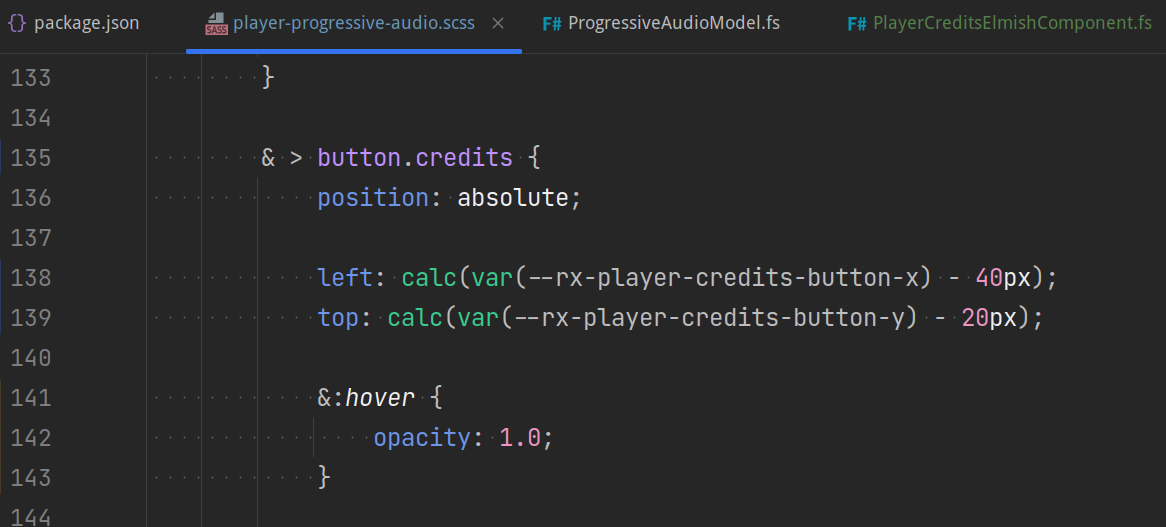 {} package.json
SASS player-progressive-audio.scss ×
F# ProgressiveAudioModel.fs
F# PlayerCreditsElmishComponent.fs
133 }
134
135 & > button.credits {
136 position: absolute;
137
138 left: calc(var(--rx-player-credits-button-x) - 40px);
139 top: calc(var(--rx-player-credits-button-y) - 20px);
140
141 &:hover {
142 opacity: 1.0;
143 }
144